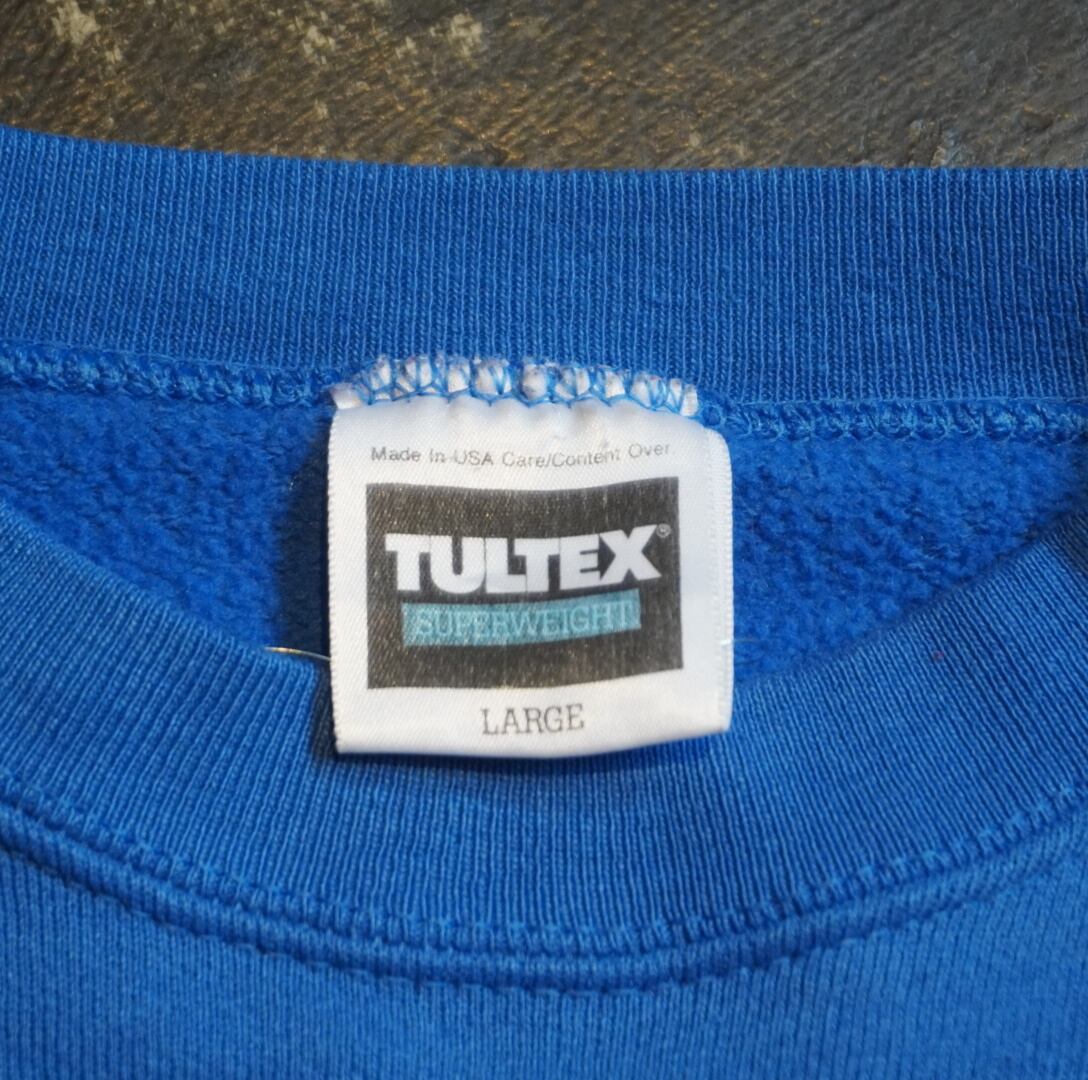 Made In USA Care/Content Over
TULTEX®
SUPERWEIGHT
LARGE